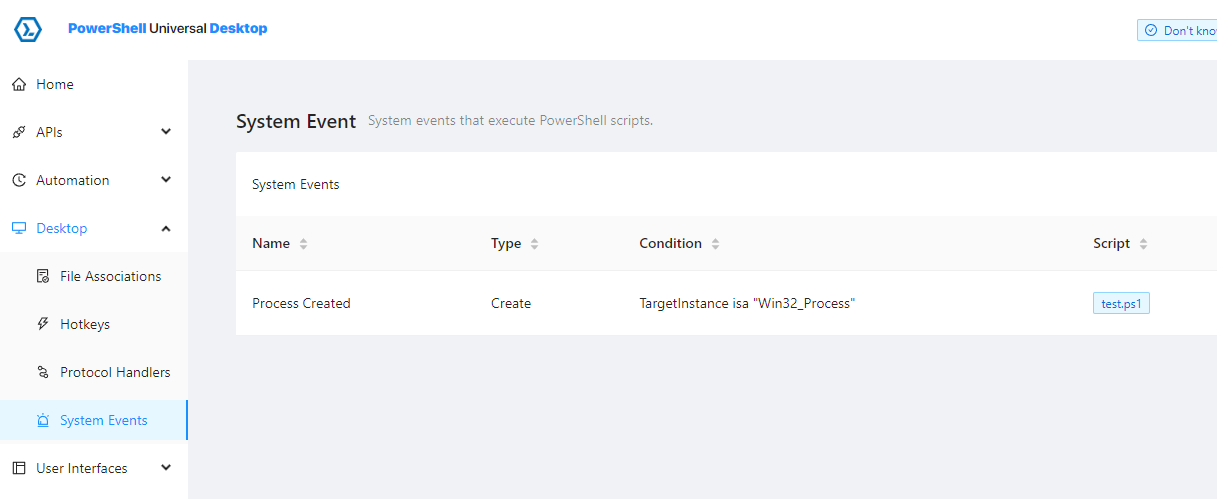 PowerShell Universal Desktop
Don't
Home
APIs
Automation
Desktop
File Associations
Hotkeys
Protocol Handlers
System Events
User Interfaces
System Event System events that execute PowerShell scripts.
System Events
Name Type Condition Script
Process Created Create TargetInstance isa "Win32_Process" test.ps1